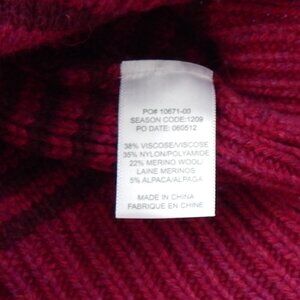 PO# 10671-00
SEASON CODE:1209
PO DATE: 060512
38% VISCOSE/VISCOSE
35% NYLON/POLYAMIDE
22% MERINO WOOL/
LAINE MERINOS
5% ALPACA/ALPAGA
MADE IN CHINA
FABRIQUE EN CHINE